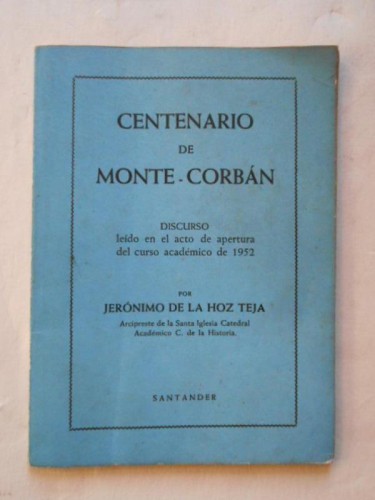 CENTENARIO
DE
MONTE-CORBÁN
DISCURSO
leído en el acto de apertura
del curso académico de 1952
POR
JERÓNIMO DE LA HOZ TEJA
Arcipreste de la Santa Iglesia Catedral
Académico C. de la Historia.
SANTANDER